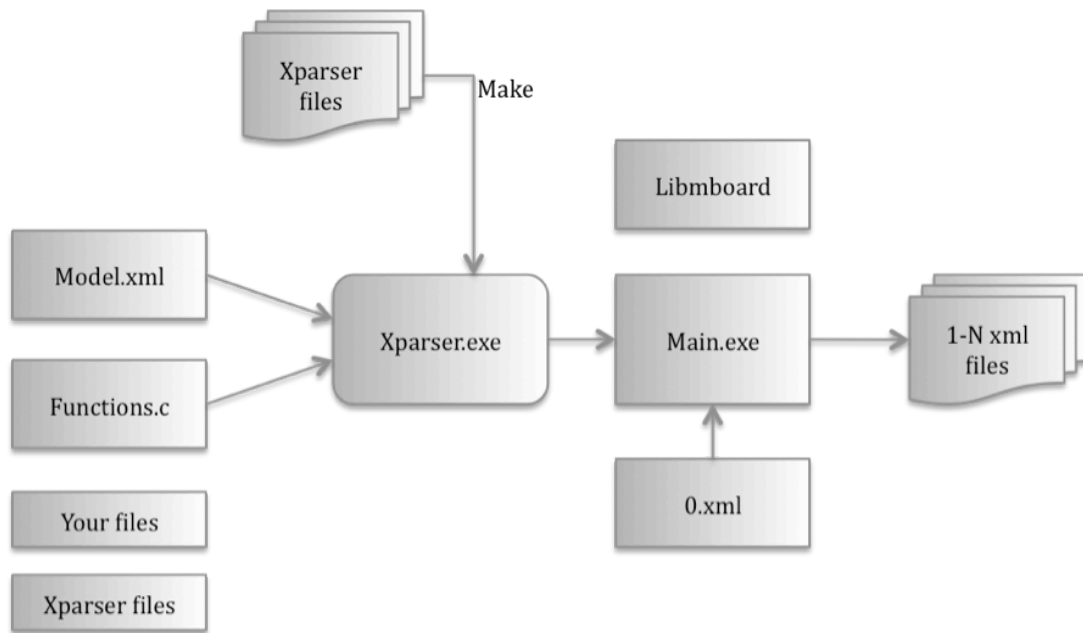 Xparser
files
Make
Libmboard
Model.xml
Xparser.exe
Main.exe
1-N xml
files
Functions.c
0.xml
Your files
Xparser files